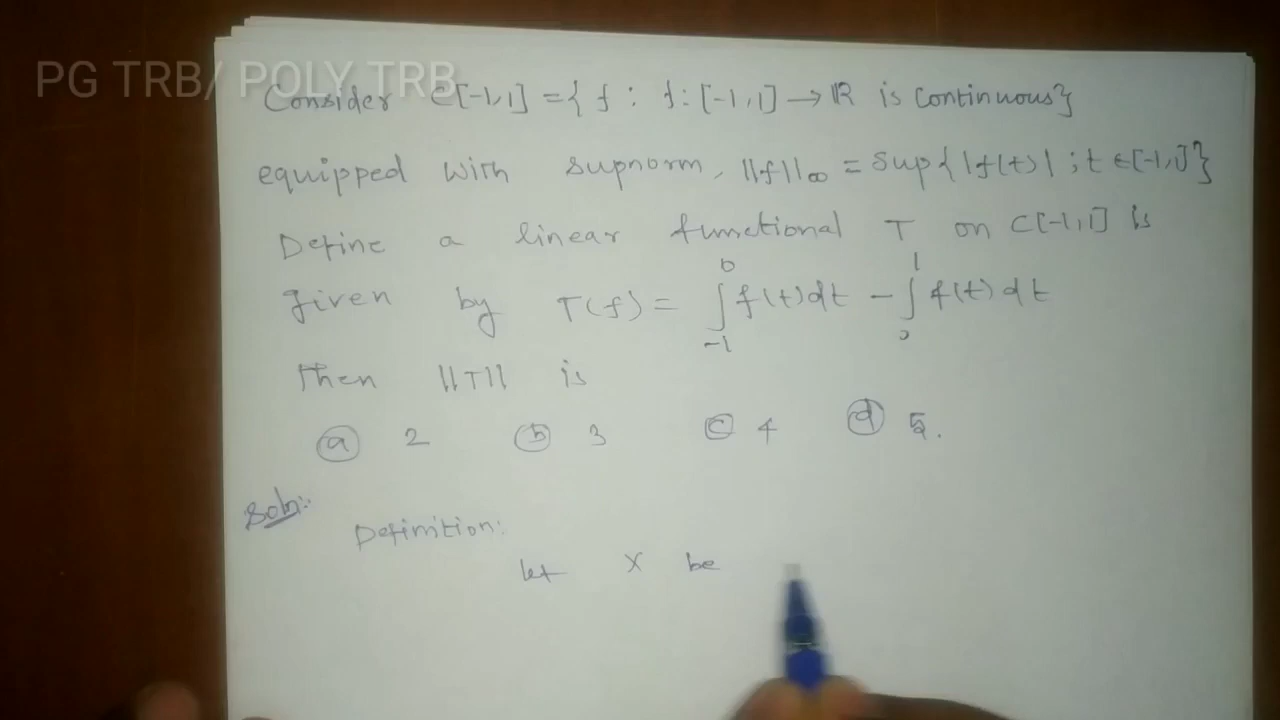 PG TRB/ POLY TRB
Consider C[-1,1] = { f : f : [-1,1] → ℝ is continuous}
equipped with supnorm, ||f||∞ = Sup{ |f(t)| ; t ∈ [-1,1]}
Define a linear functional T on C[-1,1] is
given by T(f) = ∫_{-1}^{0} f(t) dt - ∫_{0}^{1} f(t) dt
then ||T|| is
(a) 2 (b) 3 (c) 4 (d) 5.
Soln:
Definition:
let X be